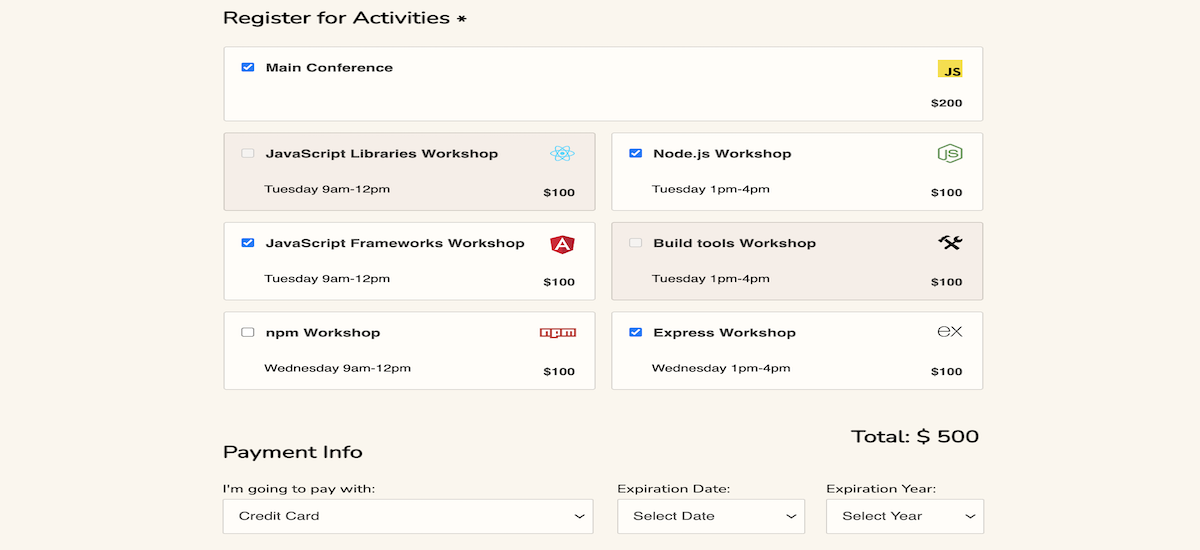 Register for Activities *
Main Conference
JS
$200
JavaScript Libraries Workshop
Tuesday 9am-12pm
$100
Node.js Workshop
JS
Tuesday 1pm-4pm
$100
JavaScript Frameworks Workshop
A
Tuesday 9am-12pm
$100
Build tools Workshop
Tuesday 1pm-4pm
$100
npm Workshop
npm
Wednesday 9am-12pm
$100
Express Workshop
ex
Wednesday 1pm-4pm
$100
Total: $ 500
Payment Info
I'm going to pay with:
Credit Card
Expiration Date:
Select Date
Expiration Year:
Select Year